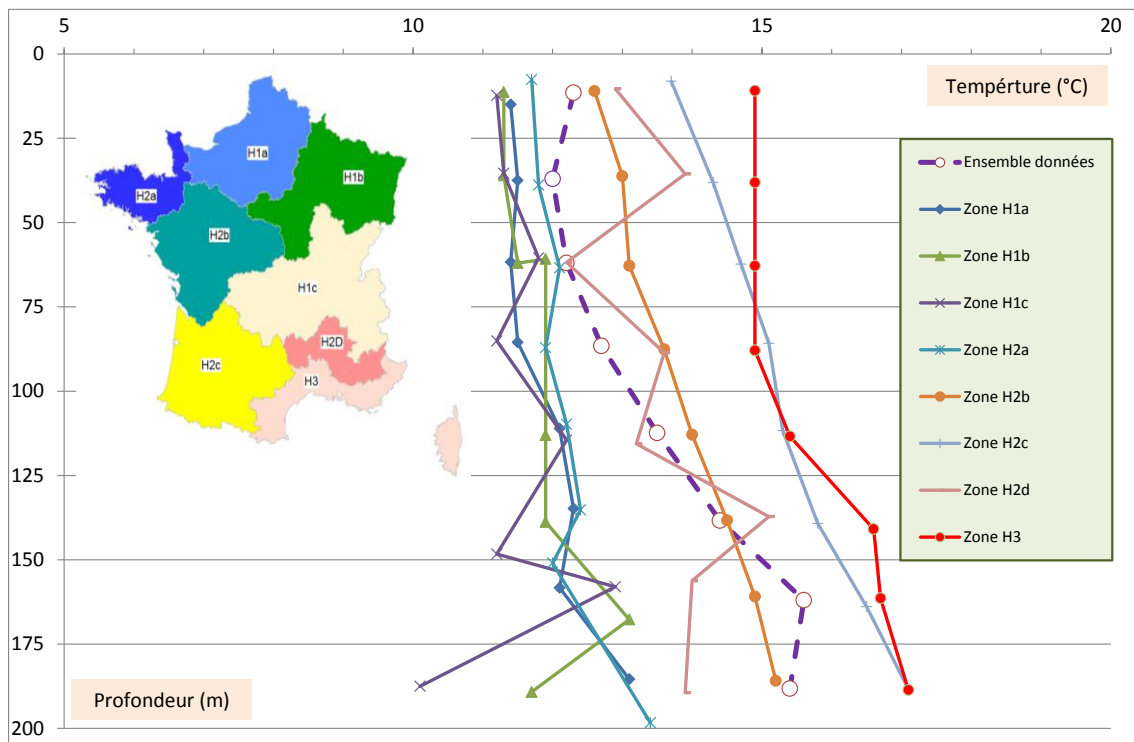 5 10 15 20
0
25
50
75
100
125
150
175
200
Tempérture (°C)
Profondeur (m)
H1a
H1b
H2a
H2b
H1c
H2D
H2c
H3
Ensemble données
Zone H1a
Zone H1b
Zone H1c
Zone H2a
Zone H2b
Zone H2c
Zone H2d
Zone H3